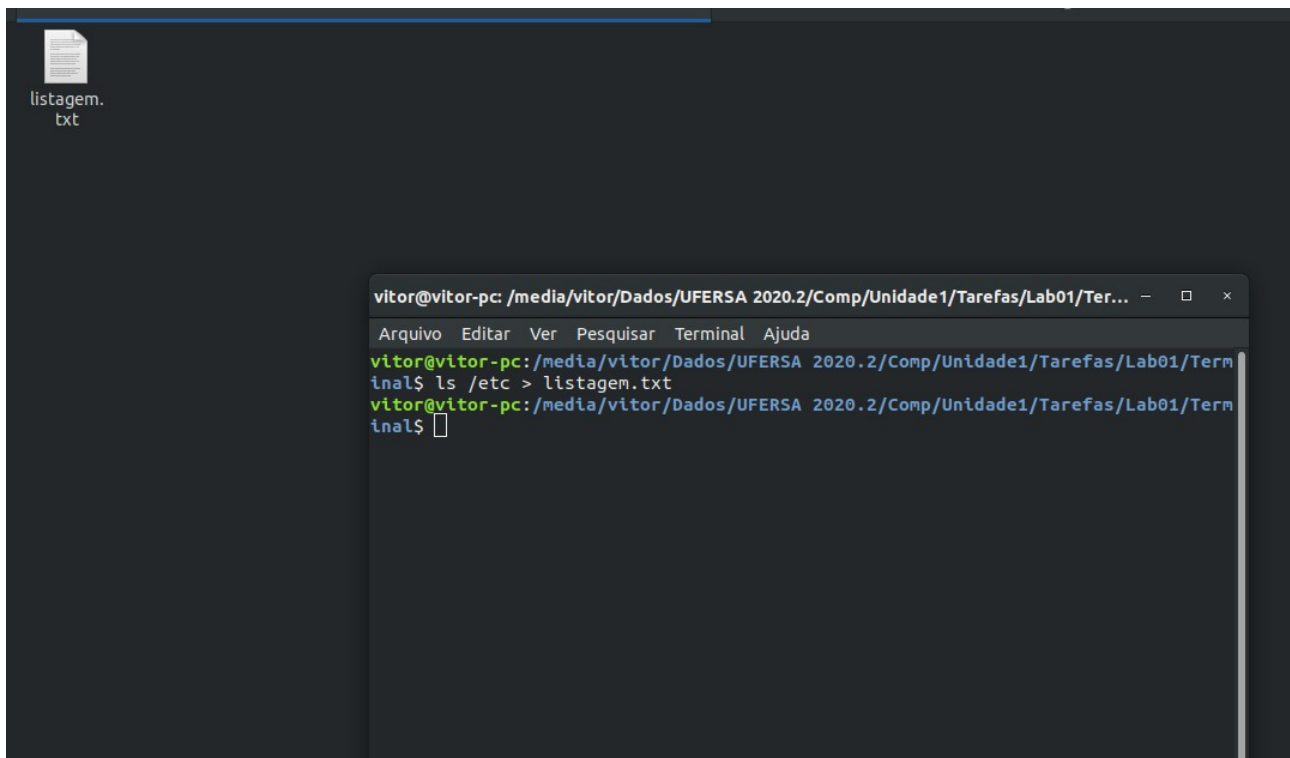 listagem.
txt
vitor@vitor-pc: /media/vitor/Dados/UFERSA 2020.2/Comp/Unidade1/Tarefas/Lab01/Ter...
Arquivo Editar Ver Pesquisar Terminal Ajuda
vitor@vitor-pc:/media/vitor/Dados/UFERSA 2020.2/Comp/Unidade1/Tarefas/Lab01/Term
inal$ ls /etc > listagem.txt
vitor@vitor-pc:/media/vitor/Dados/UFERSA 2020.2/Comp/Unidade1/Tarefas/Lab01/Term
inal$